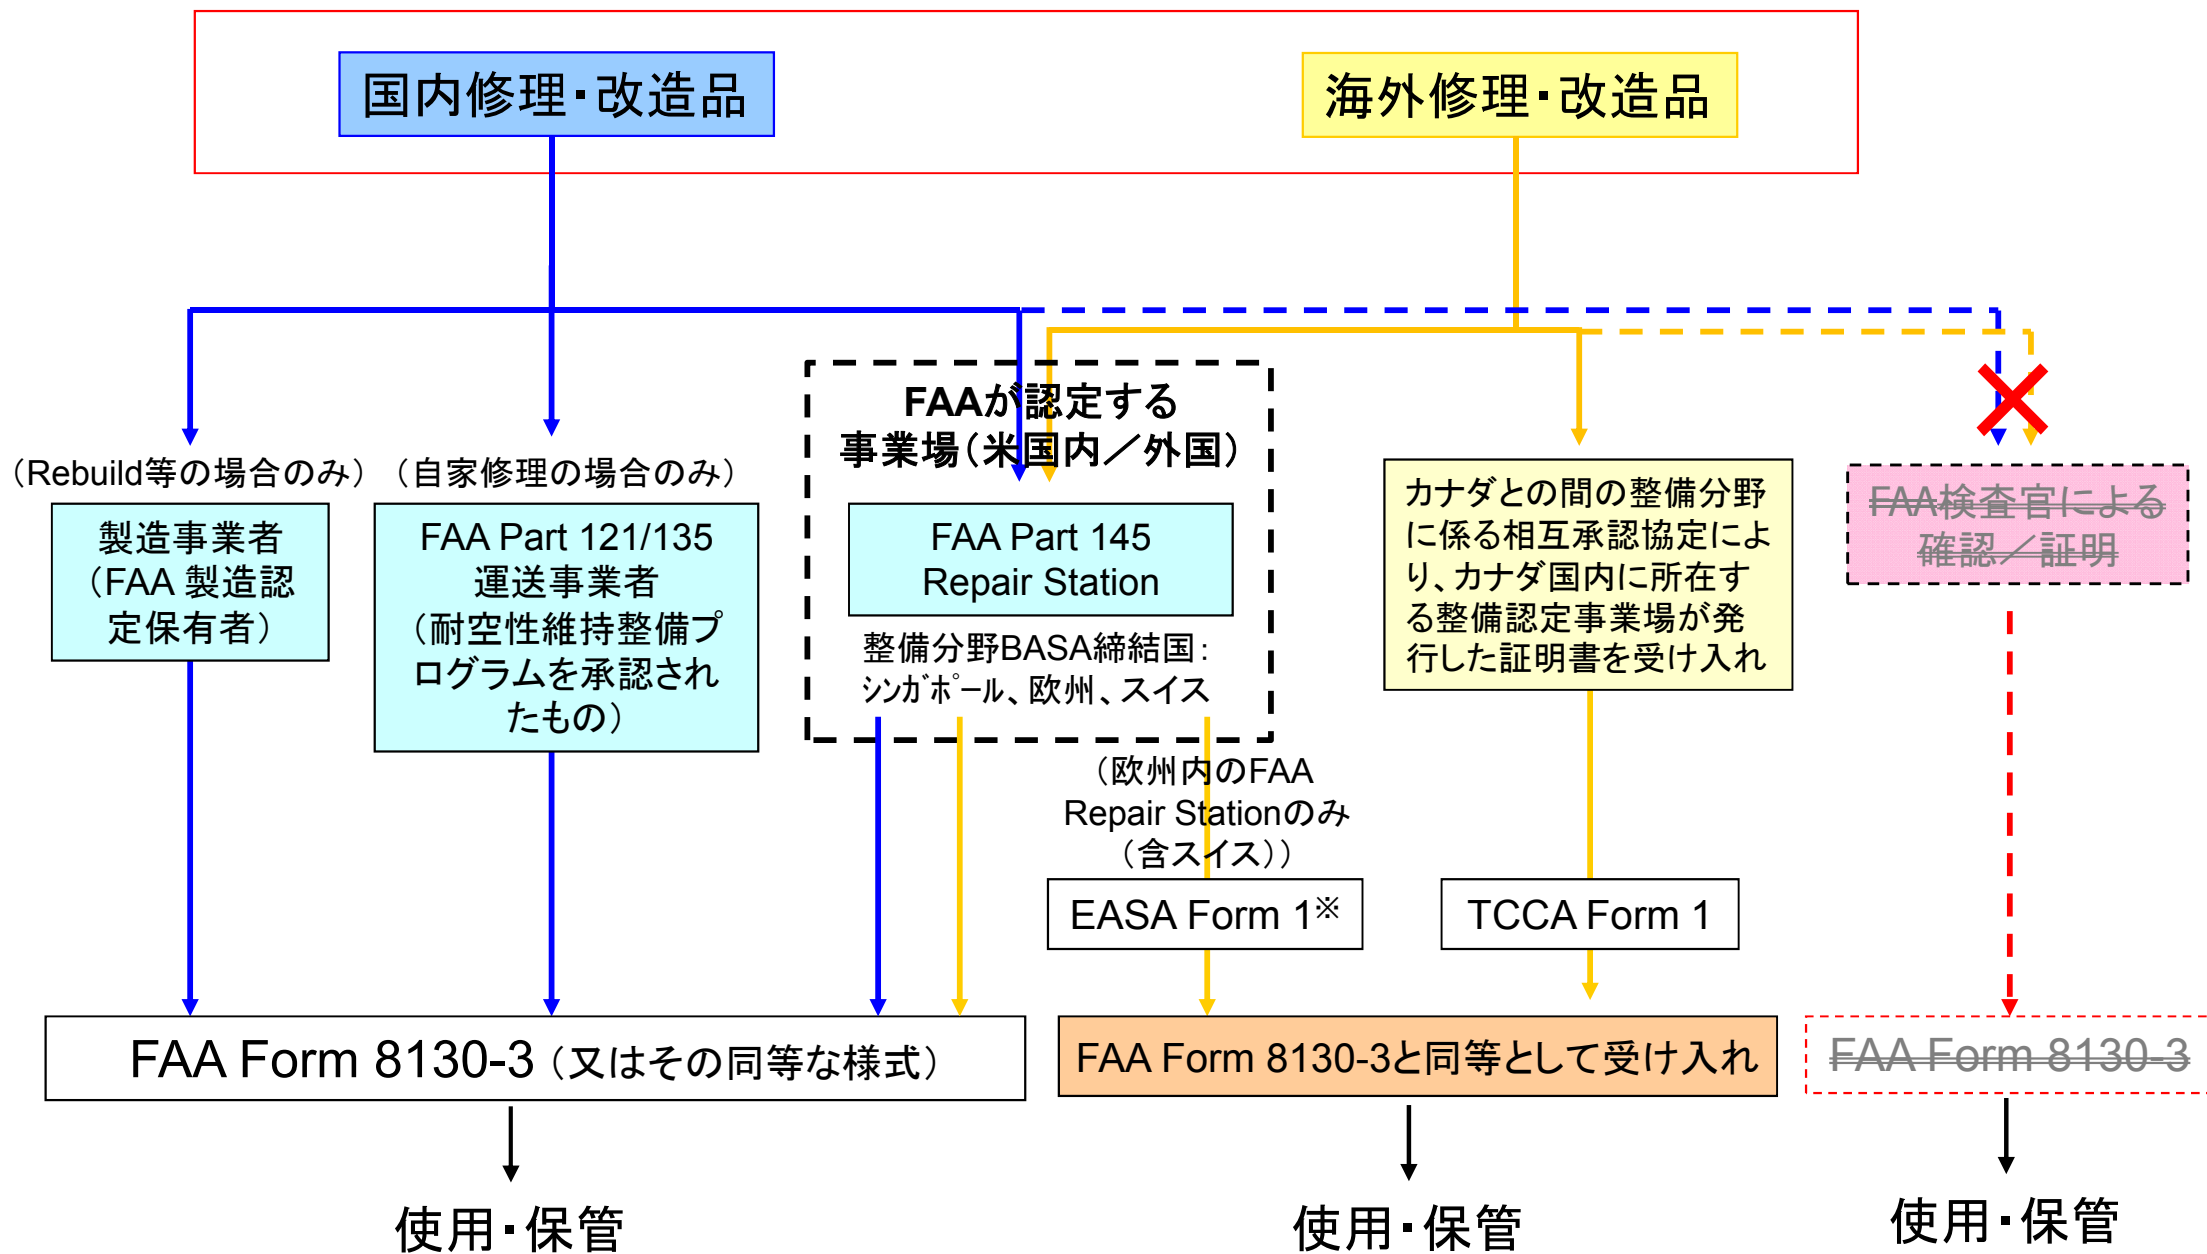 国内修理・改造品
海外修理・改造品
（Rebuild等の場合のみ）
製造事業者
（FAA 製造認
定保有者）
（自家修理の場合のみ）
FAA Part 121/135
運送事業者
（耐空性維持整備プ
ログラムを承認され
たもの）
FAAが認定する
事業場（米国内／外国）
FAA Part 145
Repair Station
整備分野BASA締結国：
ｼﾝｶﾞﾎﾟｰﾙ、欧州、スイス
カナダとの間の整備分野
に係る相互承認協定によ
り、カナダ国内に所在す
る整備認定事業場が発
行した証明書を受け入れ
FAA検査官による
確認／証明
（欧州内のFAA
Repair Stationのみ
（含スイス））
EASA Form 1※
TCCA Form 1
FAA Form 8130-3（又はその同等な様式）
FAA Form 8130-3と同等として受け入れ
FAA Form 8130-3
使用・保管
使用・保管
使用・保管